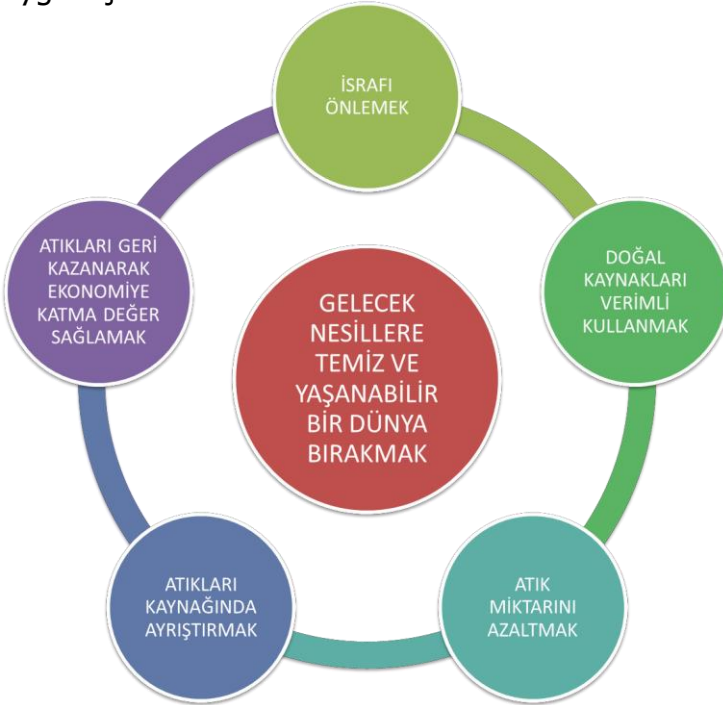 İSRAFI
ÖNLEMEK
DOĞAL
KAYNAKLARI
VERİMLİ
KULLANMAK
ATIK
MİKTARINI
AZALTMAK
ATIKLARI
KAYNAĞINDA
AYRIŞTIRMAK
ATIKLARI GERİ
KAZANARAK
EKONOMİYE
KATMA DEĞER
SAĞLAMAK
GELECEK
NESİLLERE
TEMİZ VE
YAŞANABİLİR
BİR DÜNYA
BIRAKMAK